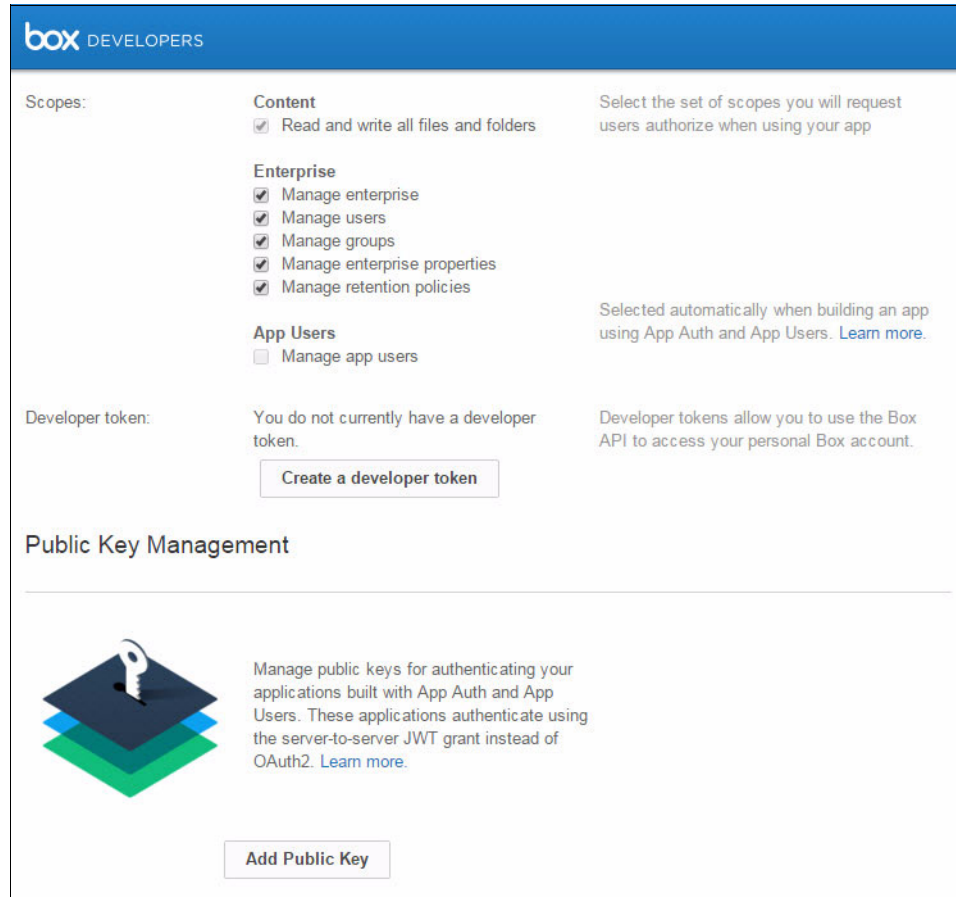 box DEVELOPERS
Scopes:
Content
Read and write all files and folders
Select the set of scopes you will request
users authorize when using your app
Enterprise
Manage enterprise
Manage users
Manage groups
Manage enterprise properties
Manage retention policies
App Users
Manage app users
Selected automatically when building an app
using App Auth and App Users. Learn more.
Developer token:
You do not currently have a developer
token.
Create a developer token
Developer tokens allow you to use the Box
API to access your personal Box account.
Public Key Management
Manage public keys for authenticating your
applications built with App Auth and App
Users. These applications authenticate using
the server-to-server JWT grant instead of
OAuth2. Learn more.
Add Public Key